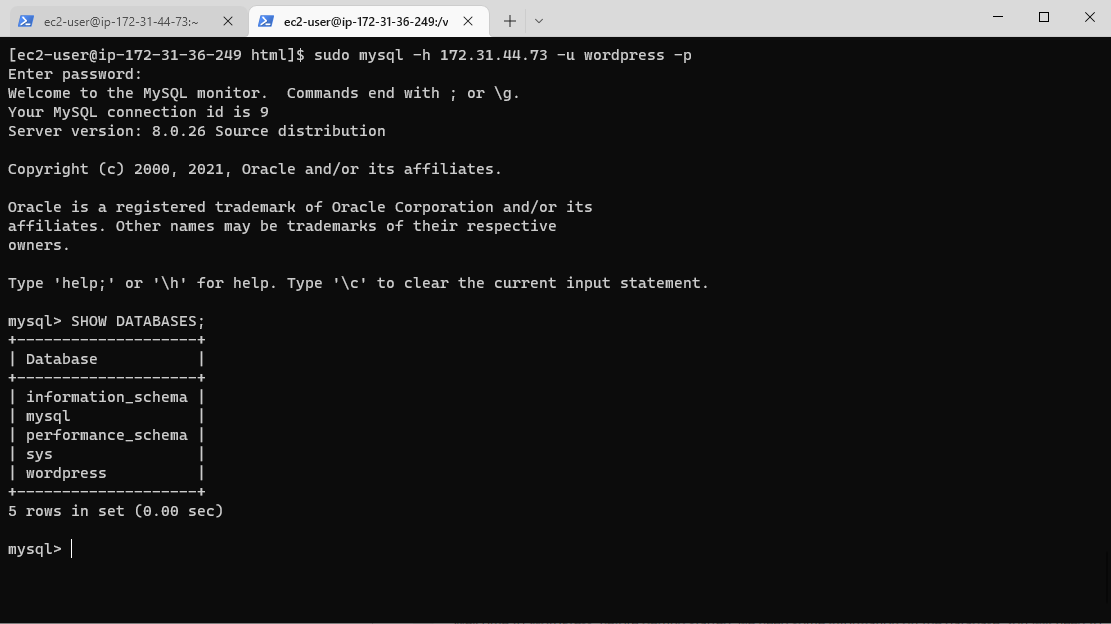 ec2-user@ip-172-31-44-73:~
ec2-user@ip-172-31-36-249:/v
[ec2-user@ip-172-31-36-249 html]$ sudo mysql -h 172.31.44.73 -u wordpress -p
Enter password:
Welcome to the MySQL monitor.  Commands end with ; or \g.
Your MySQL connection id is 9
Server version: 8.0.26 Source distribution

Copyright (c) 2000, 2021, Oracle and/or its affiliates.

Oracle is a registered trademark of Oracle Corporation and/or its
affiliates. Other names may be trademarks of their respective
owners.

Type 'help;' or '\h' for help. Type '\c' to clear the current input statement.

mysql> SHOW DATABASES;
+--------------------+
| Database           |
+--------------------+
| information_schema |
| mysql              |
| performance_schema |
| sys                |
| wordpress          |
+--------------------+
5 rows in set (0.00 sec)

mysql>